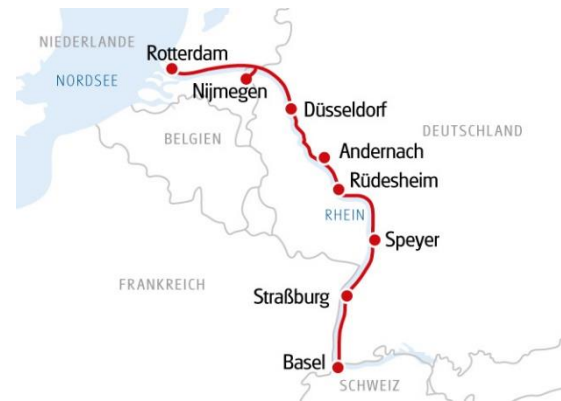 NIEDERLANDE
Rotterdam
NORDSEE
Nijmegen
Düsseldorf
BELGIEN
DEUTSCHLAND
Andernach
Rüdesheim
RHEIN
Speyer
FRANKREICH
Straßburg
Basel
SCHWEIZ